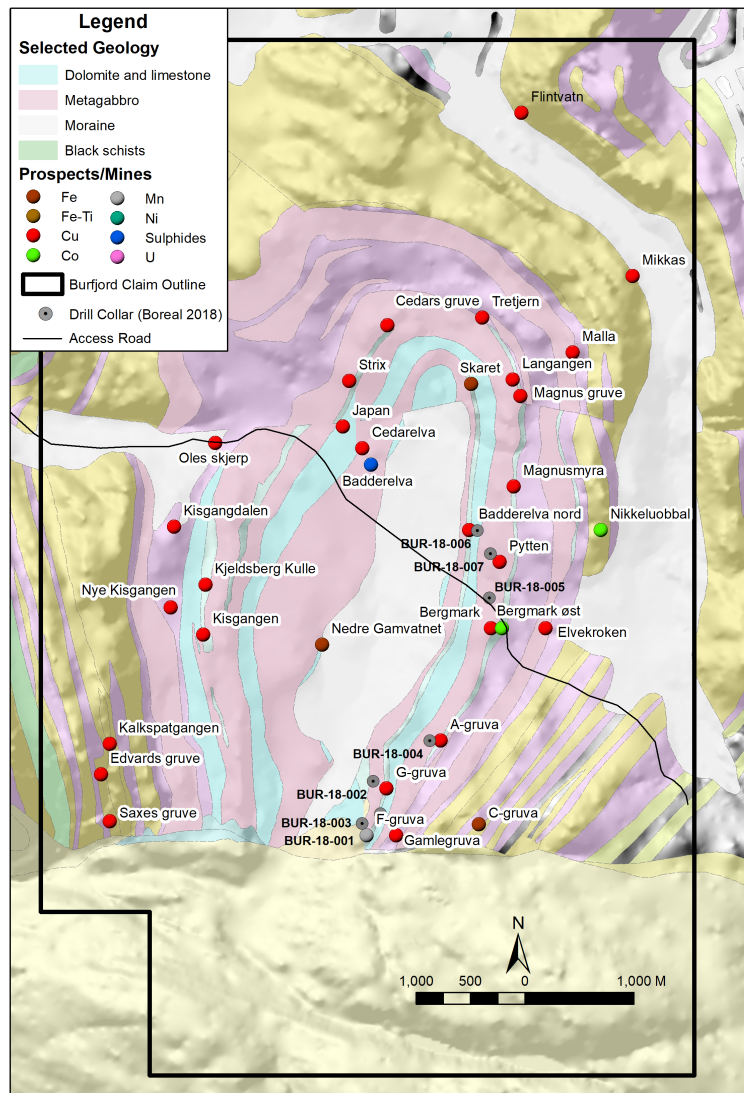 Legend
Selected Geology
Dolomite and limestone
Metagabbro
Moraine
Black schists
Prospects/Mines
Fe
Mn
Fe-Ti
Ni
Cu
Sulphides
Co
U
Burfjord Claim Outline
Drill Collar (Boreal 2018)
Access Road
Flintvatn
Mikkas
Cedars gruve
Tretjern
Malla
Strix
Skaret
Langangen
Magnus gruve
Japan
Cedarelva
Oles skjerp
Badderelva
Magnusmyra
Kisgangdalen
Badderelva nord
Nikkeluobbal
BUR-18-006
Pytten
BUR-18-007
Kjeldsberg Kulle
BUR-18-005
Nye Kisgangen
Bergmark
Bergmark øst
Kisgangen
Nedre Gamvatnet
Elvekroken
Kalkspatgangen
A-gruva
Edvards gruve
BUR-18-004
G-gruva
BUR-18-002
Saxes gruve
F-gruva
C-gruva
BUR-18-003
BUR-18-001
Gamlegruva
N
1,000 500 0 1,000 M